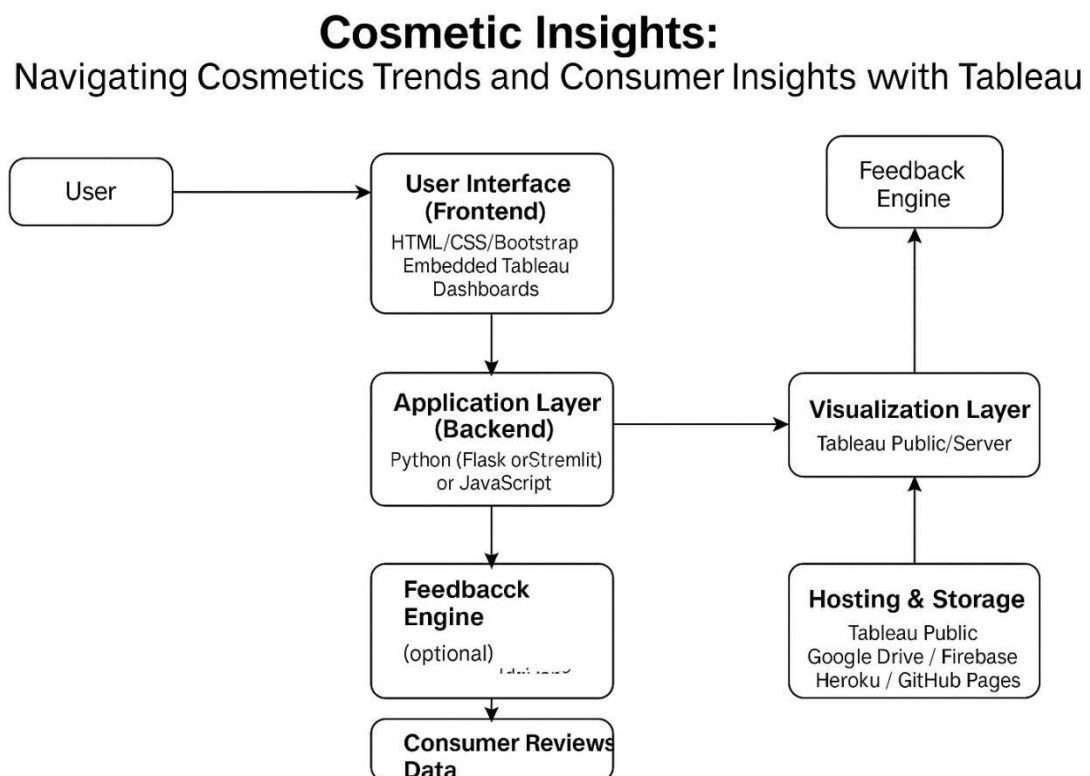 Cosmetic Insights:
Navigating Cosmetics Trends and Consumer Insights wwith Tableau
User
User Interface
(Frontend)
HTML/CSS/Bootstrap
Embedded Tableau
Dashboards
Feedback
Engine
Application Layer
(Backend)
Python (Flask orStremlit)
or JavaScript
Visualization Layer
Tableau Public/Server
Feedbacck
Engine
(optional)
Hosting & Storage
Tableau Public
Google Drive / Firebase
Heroku / GitHub Pages
Consumer Reviews
Data